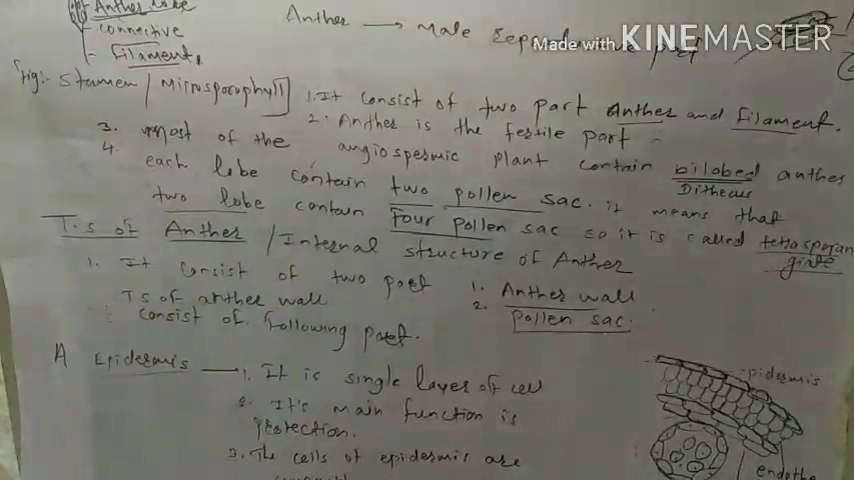 Anther lobe
connective
Filament.
Anther → Male
Made with KINEMASTER
Fig:- Stamen / Microsporophyll
1. It consist of two part Anther and Filament.
2. Anther is the fertile part
3. Most of the angiospermic plant contain bilobed anther
Dithecus
4. each lobe contain two pollen sac. it means that
two lobe contain Four pollen sac so it is called tetrasporan
giate
T.s of Anther / Internal structure of Anther
1. It consist of two part
1. Anther wall
2. pollen sac.
Ts of anther wall
consist of following part.
A Epidermis → 1. It is single layer of cell
2. It's main function is
protection.
3. The cells of epidermis are
pidermis
endothe